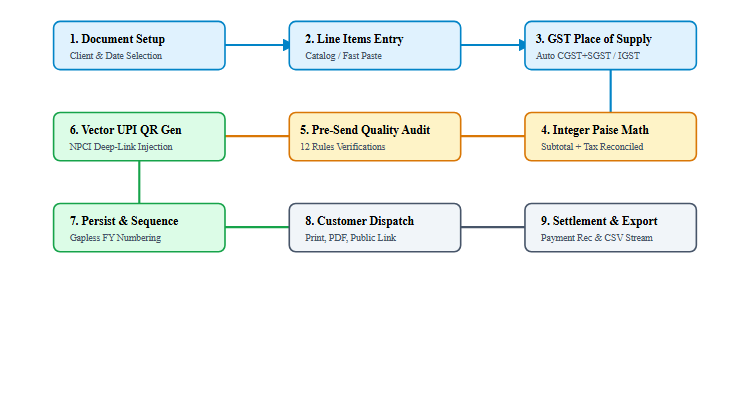 1. Document Setup
Client & Date Selection
2. Line Items Entry
Catalog / Fast Paste
3. GST Place of Supply
Auto CGST+SGST / IGST
6. Vector UPI QR Gen
NPCI Deep-Link Injection
5. Pre-Send Quality Audit
12 Rules Verifications
4. Integer Paise Math
Subtotal + Tax Reconciled
7. Persist & Sequence
Gapless FY Numbering
8. Customer Dispatch
Print, PDF, Public Link
9. Settlement & Export
Payment Rec & CSV Stream